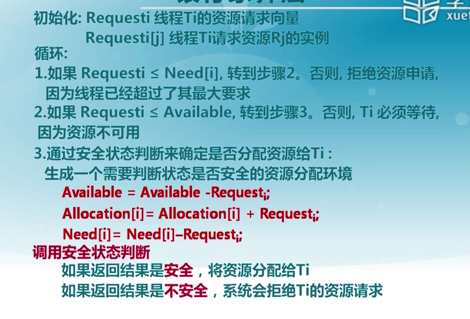 初始化: Requesti 线程Ti的资源请求向量
Requesti[j] 线程Ti请求资源Rj的实例
循环:
1.如果 Requesti ≤ Need[i], 转到步骤2。否则, 拒绝资源申请,
因为线程已经超过了其最大要求
2.如果 Requesti ≤ Available, 转到步骤3。否则, Ti 必须等待,
因为资源不可用
3.通过安全状态判断来确定是否分配资源给Ti :
生成一个需要判断状态是否安全的资源分配环境
Available = Available -Requesti;
Allocation[i]= Allocation[i] + Requesti;
Need[i]= Need[i]–Requesti;
调用安全状态判断
如果返回结果是安全，将资源分配给Ti
如果返回结果是不安全，系统会拒绝Ti的资源请求